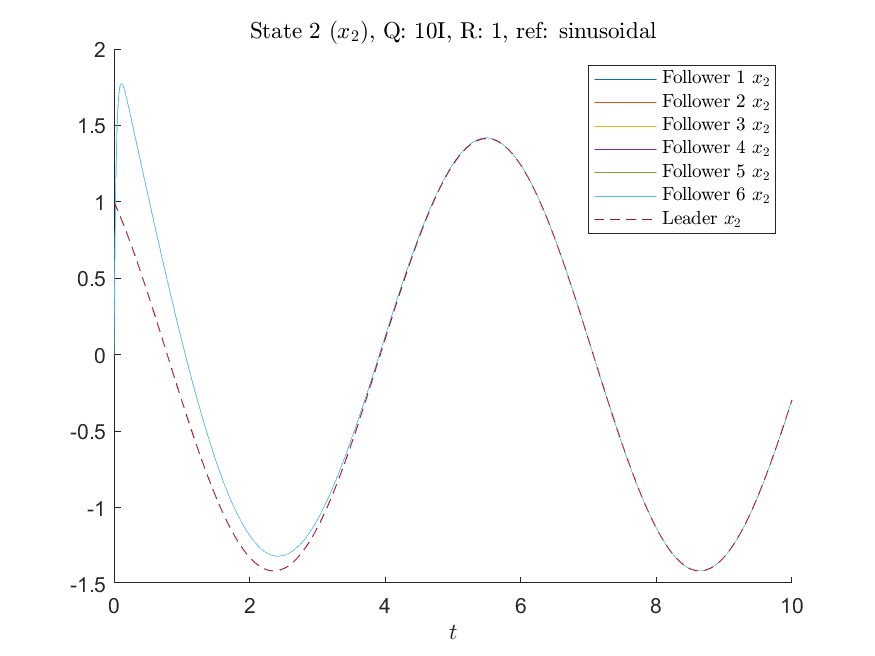 State 2 (x₂), Q: 10I, R: 1, ref: sinusoidal
2
1.5
1
0.5
0
-0.5
-1
-1.5
0 2 4 6 8 10
t
Follower 1 x₂
Follower 2 x₂
Follower 3 x₂
Follower 4 x₂
Follower 5 x₂
Follower 6 x₂
Leader x₂